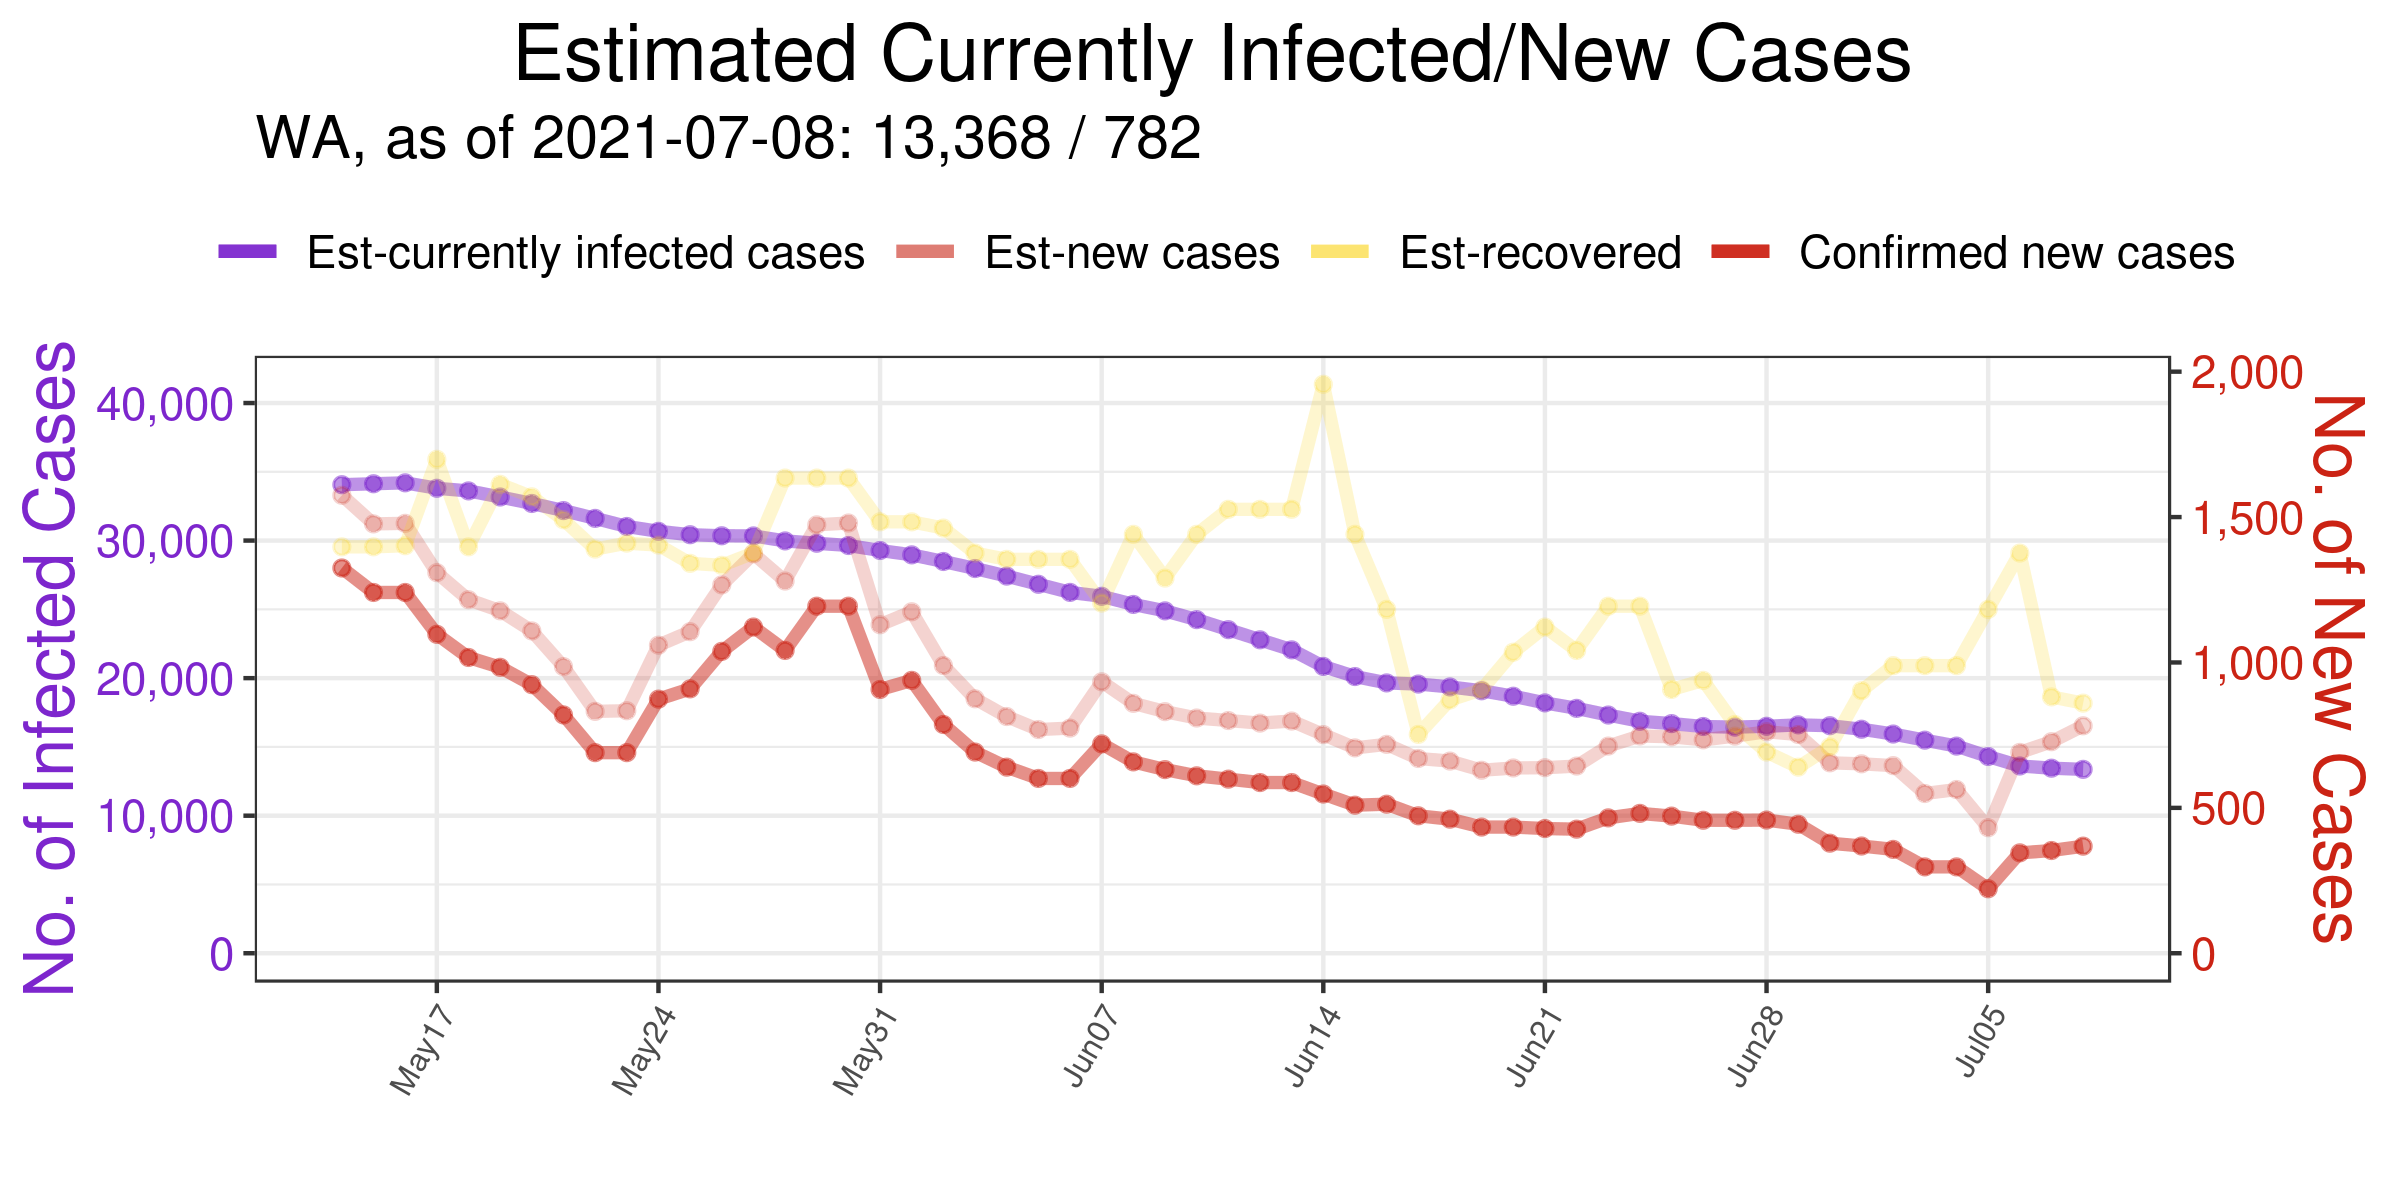 Estimated Currently Infected/New Cases
WA, as of 2021-07-08: 13,368 / 782
Est-currently infected cases Est-new cases Est-recovered Confirmed new cases
No. of Infected Cases
40,000
30,000
20,000
10,000
0
2,000
1,500
1,000
500
0
No. of New Cases
May17 May24 May31 Jun07 Jun14 Jun21 Jun28 Jul05